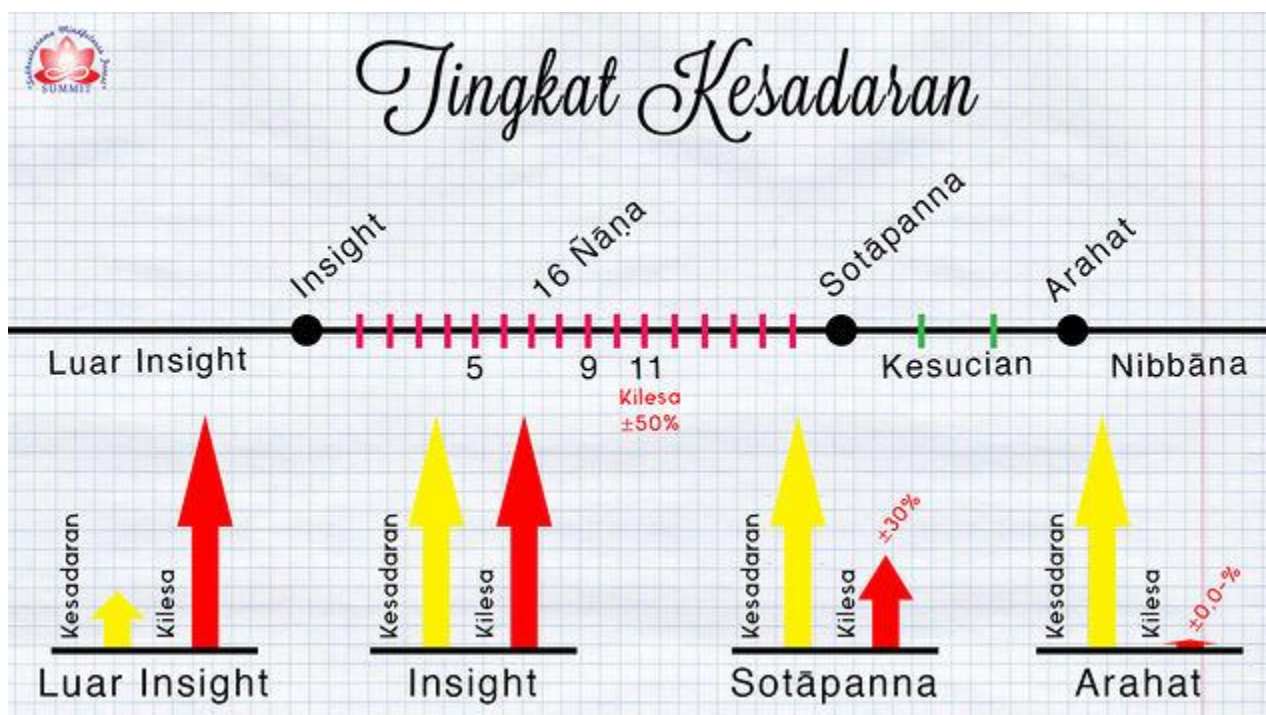 SUMMIT
Tingkat Kesadaran
Insight
16 Ñāṇa
Sotāpanna
Arahat
Luar Insight
5 9 11
Kesucian
Nibbāna
Kilesa
±50%
Kesadaran
Kilesa
Luar Insight
Kesadaran
Kilesa
Insight
Kesadaran
Kilesa
±30%
Sotāpanna
Kesadaran
Kilesa
±0,0-%
Arahat